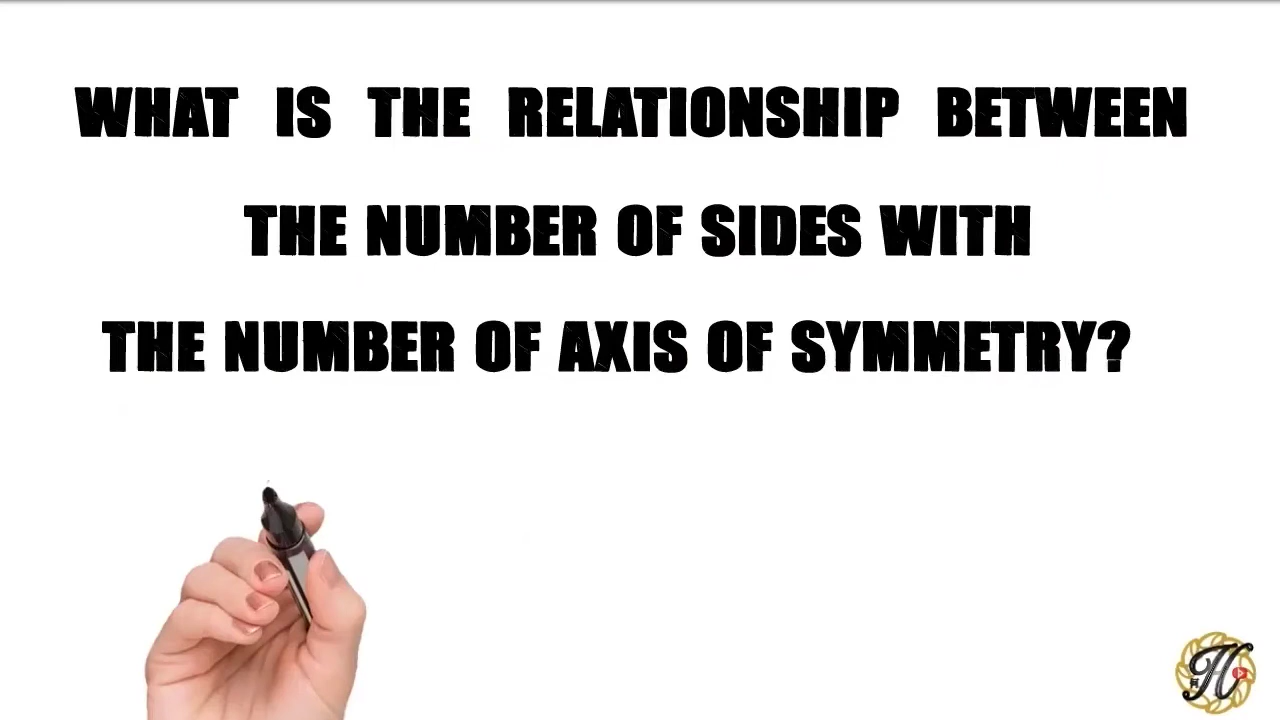 WHAT IS THE RELATIONSHIP BETWEEN
THE NUMBER OF SIDES WITH
THE NUMBER OF AXIS OF SYMMETRY?
H